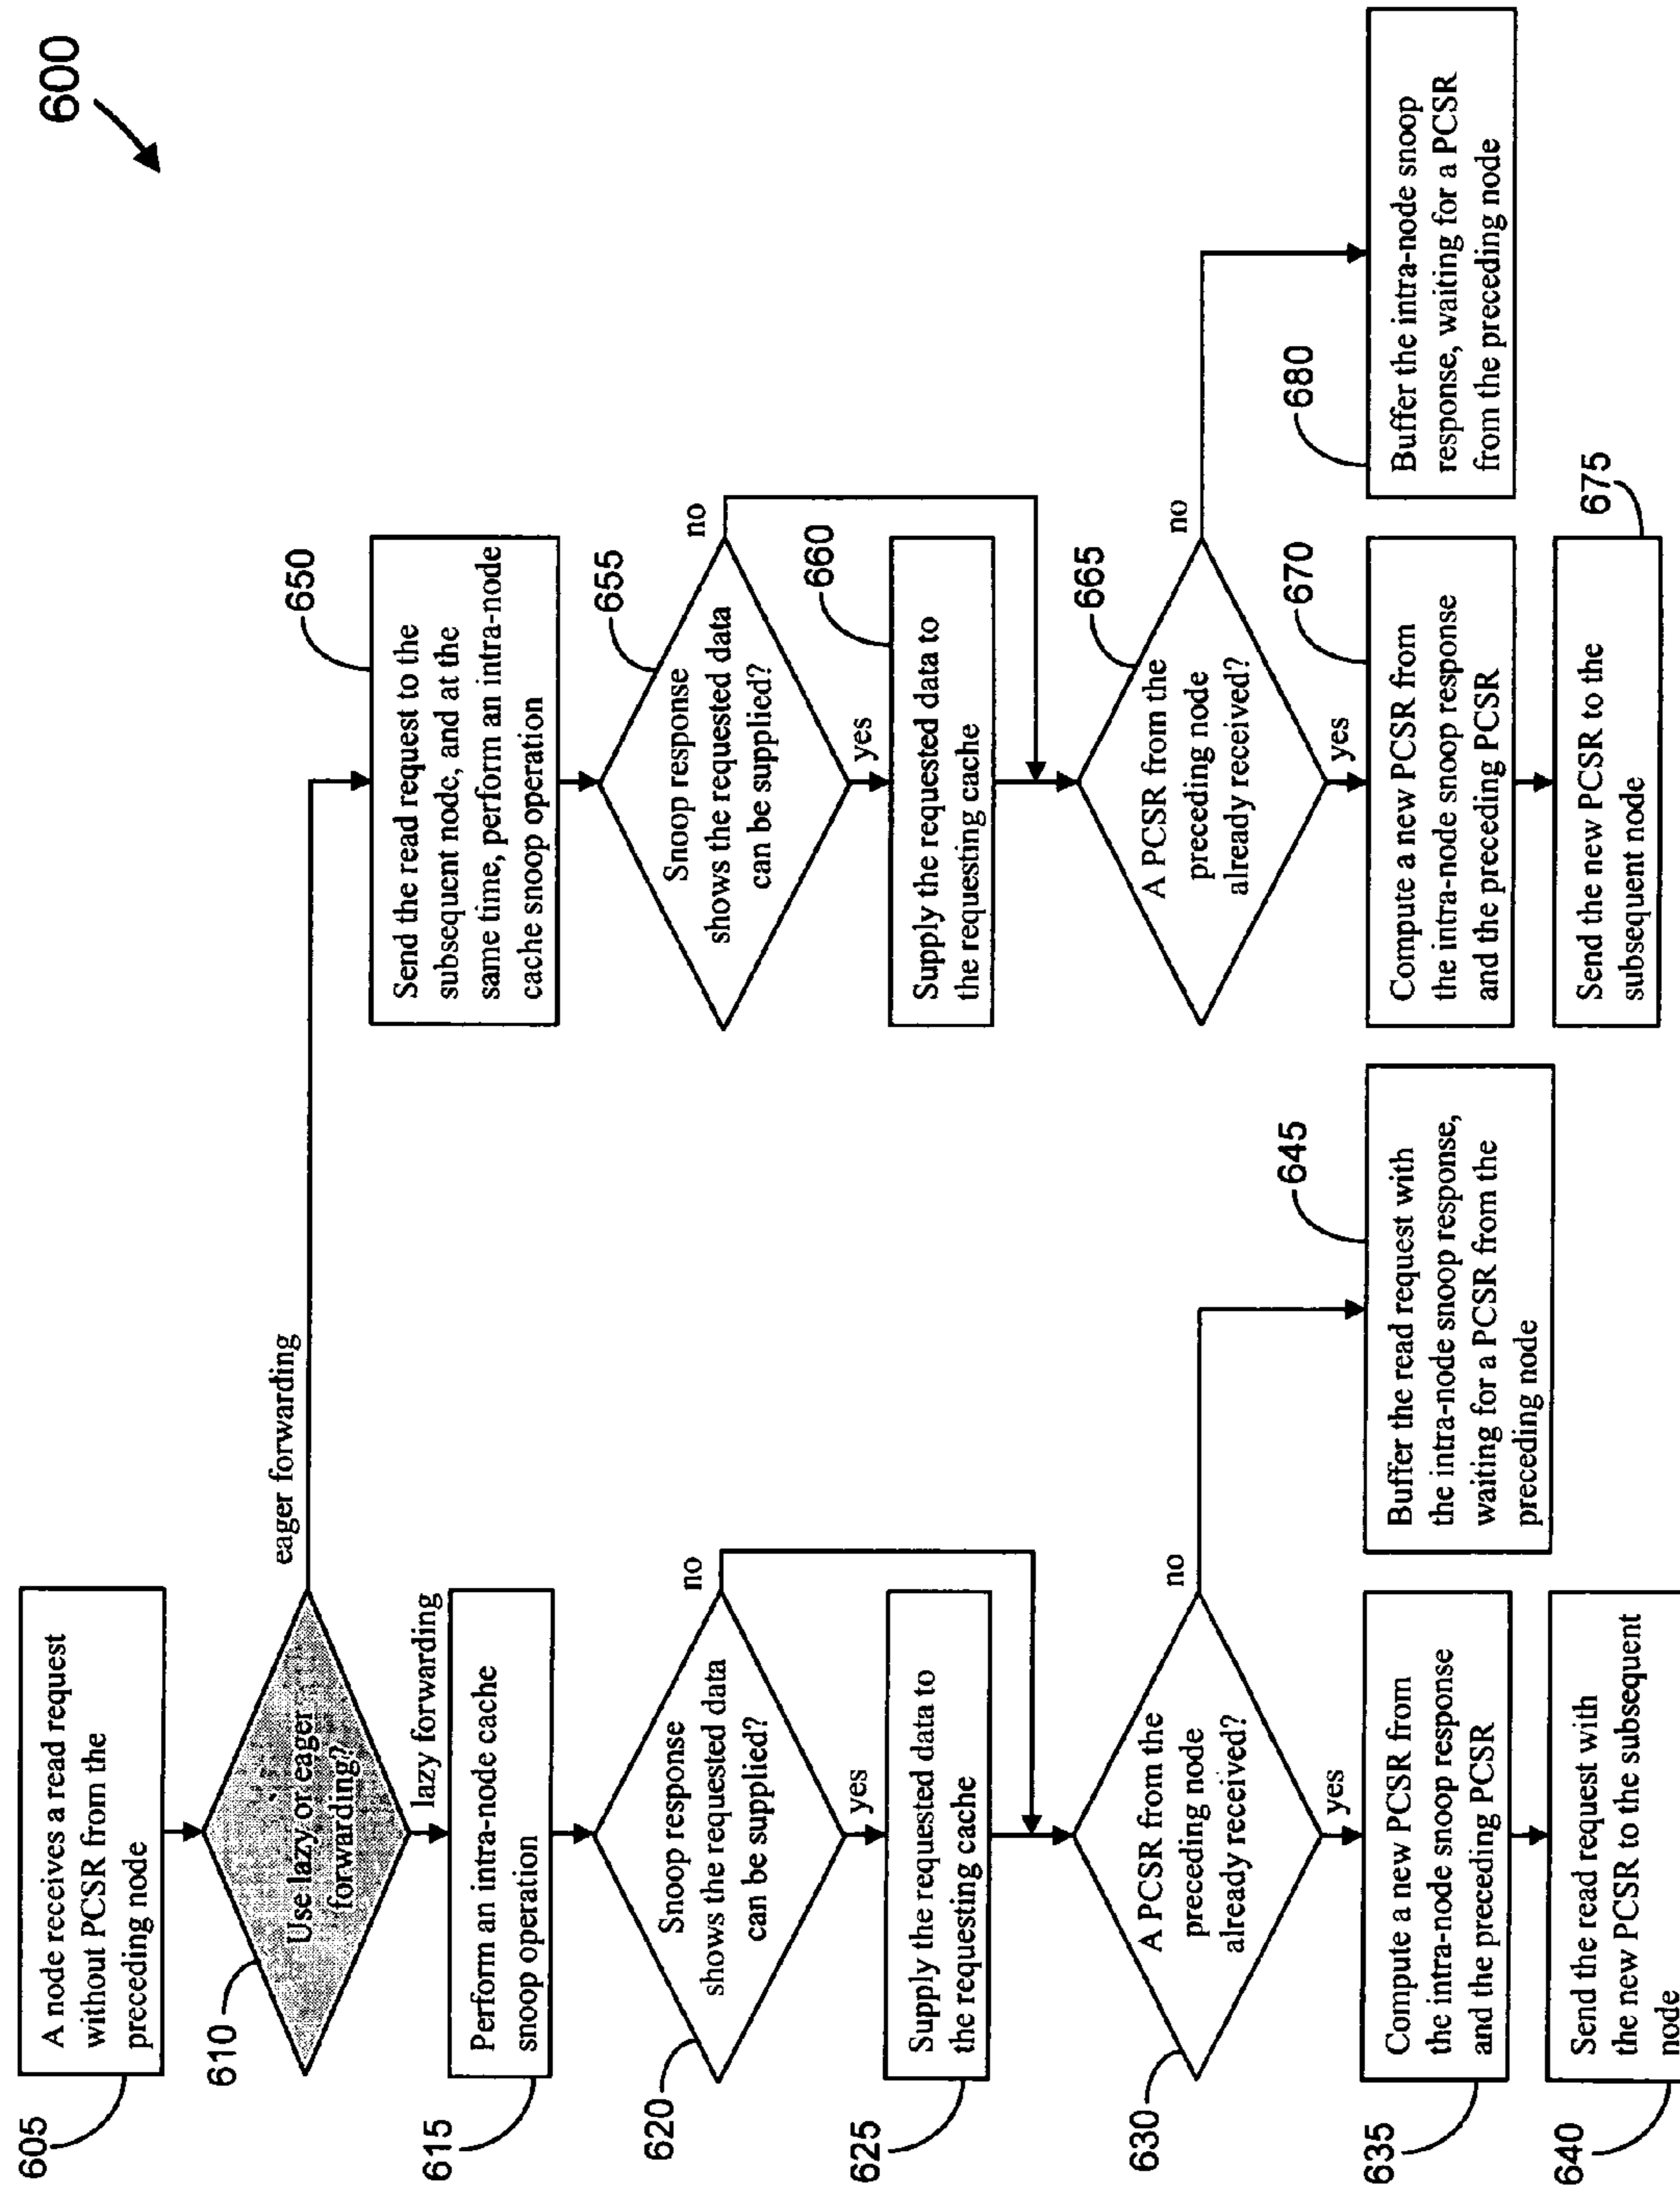 600
605
A node receives a read request
without PCSR from the
preceding node
610
Use lazy or eager
forwarding?
eager forwarding
lazy forwarding
615
Perform an intra-node cache
snoop operation
620
Snoop response
shows the requested data
can be supplied?
no
yes
625
Supply the requested data to
the requesting cache
630
A PCSR from the
preceding node
already received?
no
yes
635
Compute a new PCSR from
the intra-node snoop response
and the preceding PCSR
640
Send the read request with
the new PCSR to the subsequent
node
645
Buffer the read request with
the intra-node snoop response,
waiting for a PCSR from the
preceding node
650
Send the read request to the
subsequent node, and at the
same time, perform an intra-node
cache snoop operation
655
Snoop response
shows the requested data
can be supplied?
no
yes
660
Supply the requested data to
the requesting cache
665
A PCSR from the
preceding node
already received?
no
yes
670
Compute a new PCSR from
the intra-node snoop response
and the preceding PCSR
675
Send the new PCSR to the
subsequent node
680
Buffer the intra-node snoop
response, waiting for a PCSR
from the preceding node